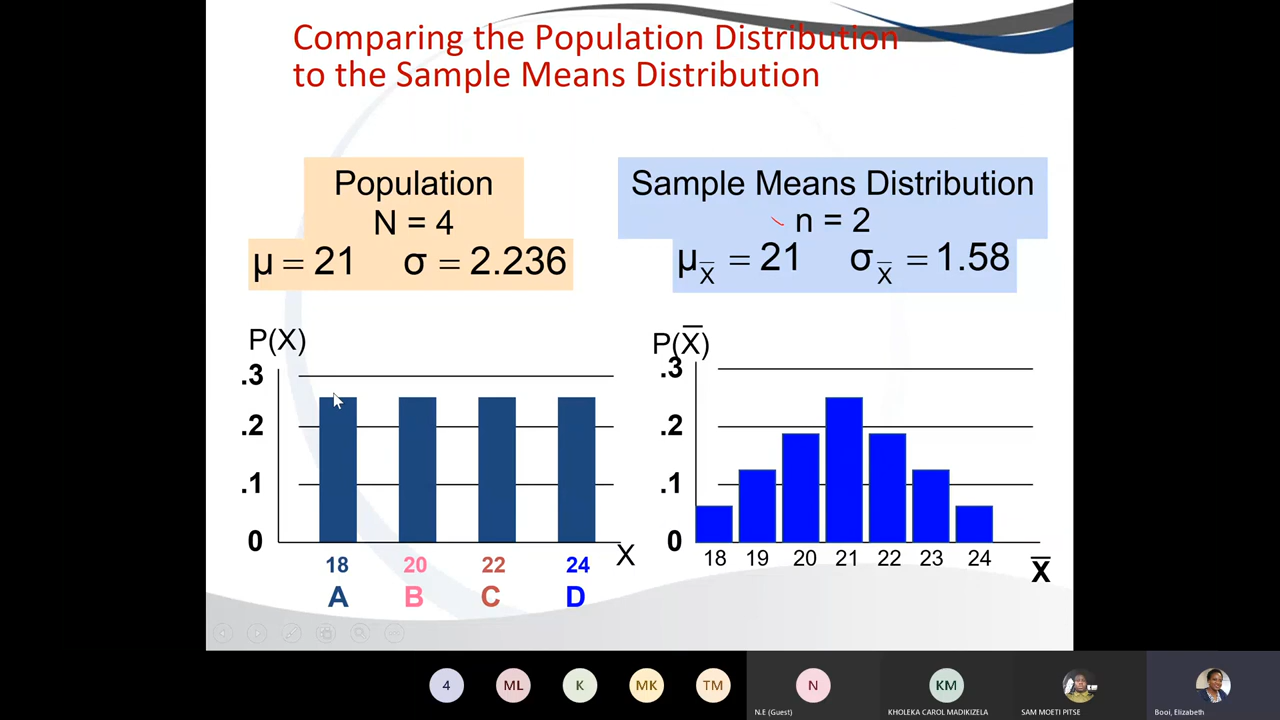 Comparing the Population Distribution
to the Sample Means Distribution
Population
N = 4
μ = 21 σ = 2.236
Sample Means Distribution
n = 2
μX̅ = 21 σX̅ = 1.58
P(X)
.3
.2
.1
0
18 20 22 24 X
A B C D
P(X̅)
.3
.2
.1
0
18 19 20 21 22 23 24
X̅
4 ML K MK TM N KM
N.E (Guest) KHOLEKA CAROL MADIKIZELA SAM MOETI PITSE Booi, Elizabeth